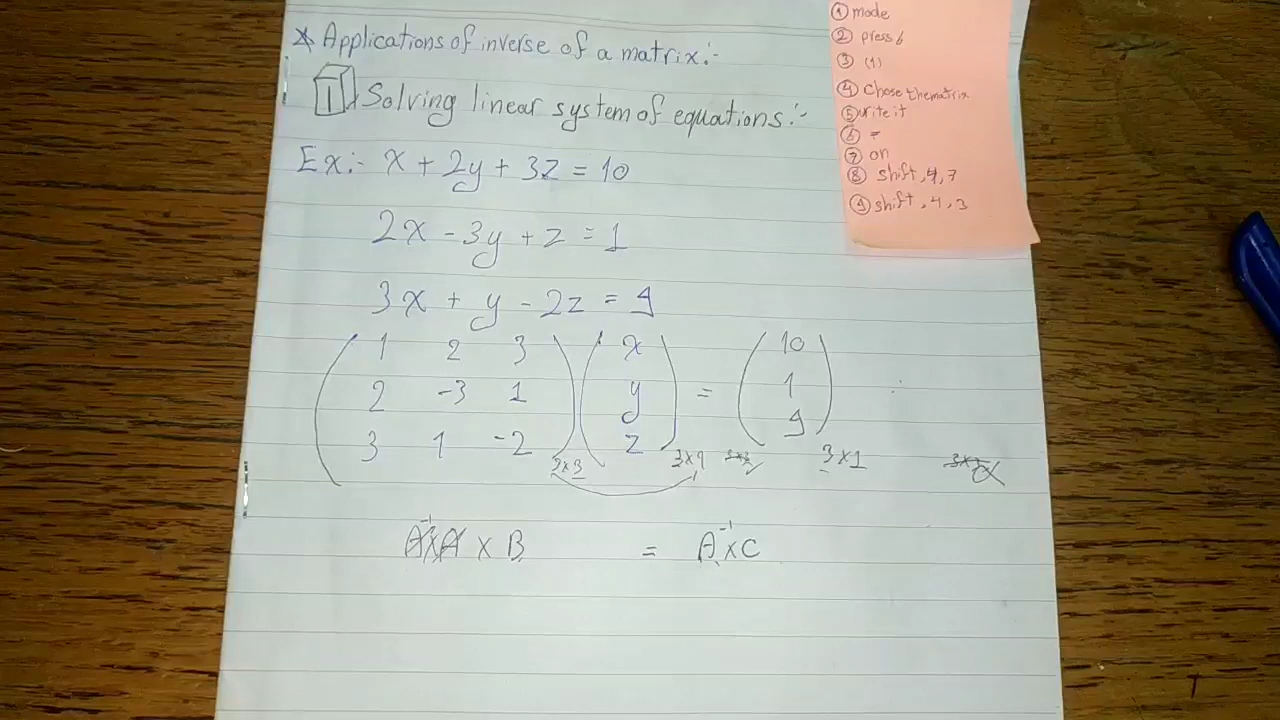 * Applications of inverse of a matrix:-
1 Solving linear system of equations:-
Ex:- x + 2y + 3z = 10
2x - 3y + z = 1
3x + y - 2z = 9
1 2 3 x 10
2 -3 1 y = 1
3 1 -2 z 9
3x3 3x1 3x1
A⁻¹xA x B = A⁻¹xC
① mode
② press 6
③ (1)
④ Chose the matrix
⑤ write it
⑥ =
⑦ on
⑧ shift, 4, 7
⑨ shift, 4, 3